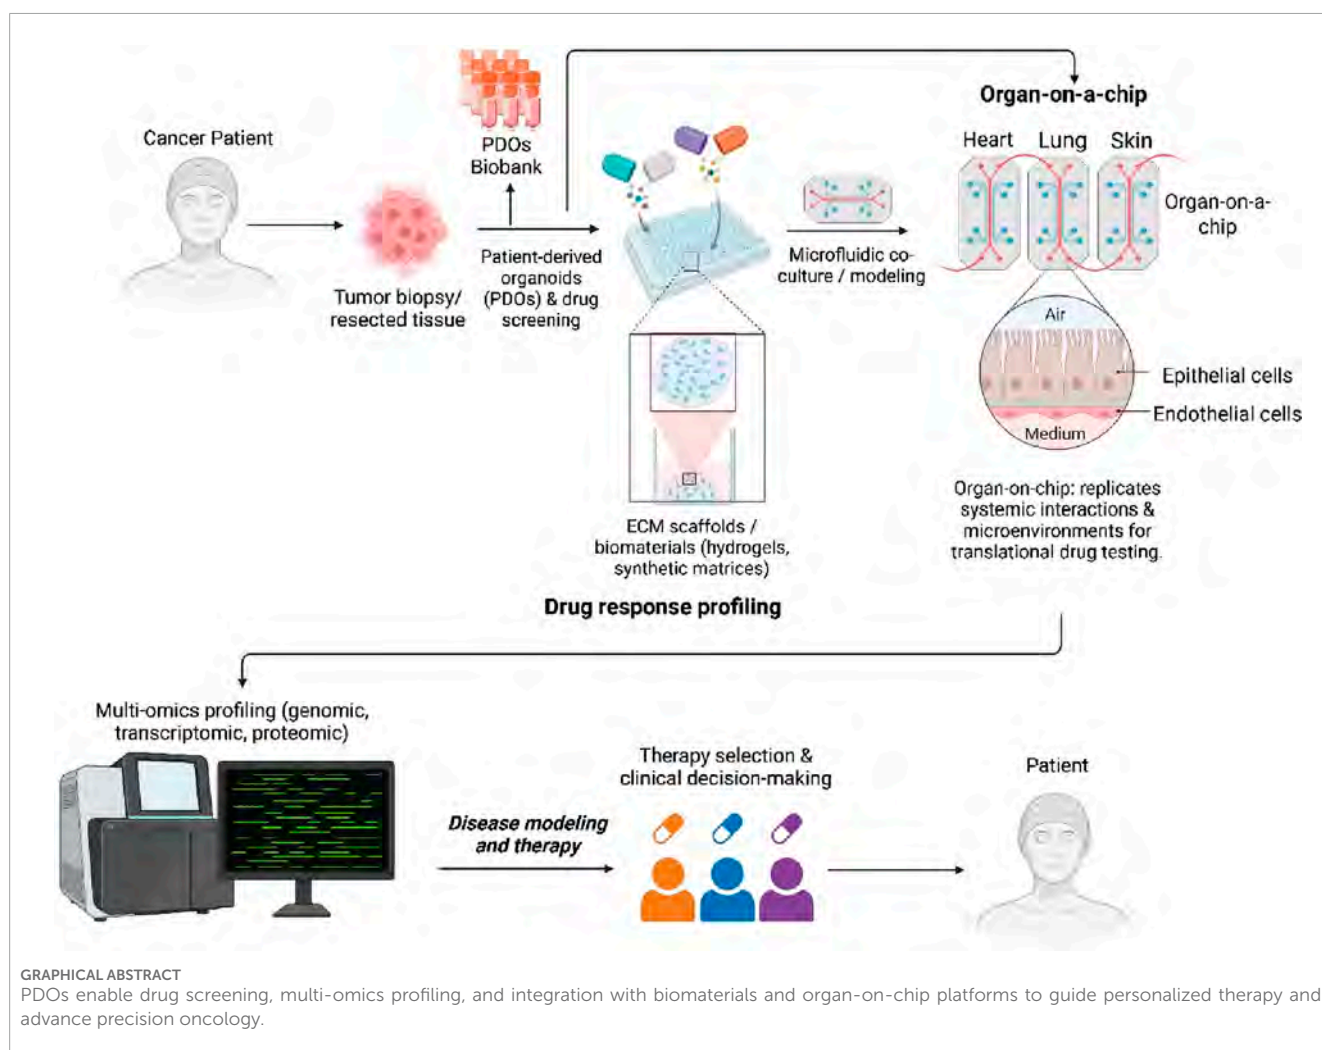 Cancer Patient
Tumor biopsy/
resected tissue
PDOs
Biobank
Patient-derived
organoids
(PDOs) & drug
screening
ECM scaffolds /
biomaterials (hydrogels,
synthetic matrices)
Microfluidic co-
culture / modeling
Organ-on-a-chip
Heart Lung Skin
Organ-on-a-
chip
Air
Epithelial cells
Endothelial cells
Medium
Organ-on-chip: replicates
systemic interactions &
microenvironments for
translational drug testing.
Drug response profiling
Multi-omics profiling (genomic,
transcriptomic, proteomic)
Disease modeling
and therapy
Therapy selection &
clinical decision-making
Patient
GRAPHICAL ABSTRACT
PDOs enable drug screening, multi-omics profiling, and integration with biomaterials and organ-on-chip platforms to guide personalized therapy and
advance precision oncology.